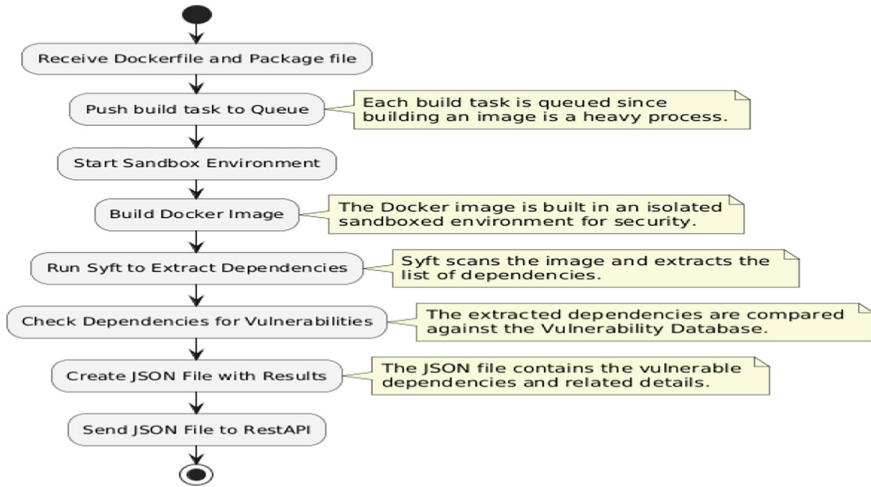 Receive Dockerfile and Package file
Push build task to Queue
Each build task is queued since
building an image is a heavy process.
Start Sandbox Environment
Build Docker Image
The Docker image is built in an isolated
sandboxed environment for security.
Run Syft to Extract Dependencies
Syft scans the image and extracts the
list of dependencies.
Check Dependencies for Vulnerabilities
The extracted dependencies are compared
against the Vulnerability Database.
Create JSON File with Results
The JSON file contains the vulnerable
dependencies and related details.
Send JSON File to RestAPI